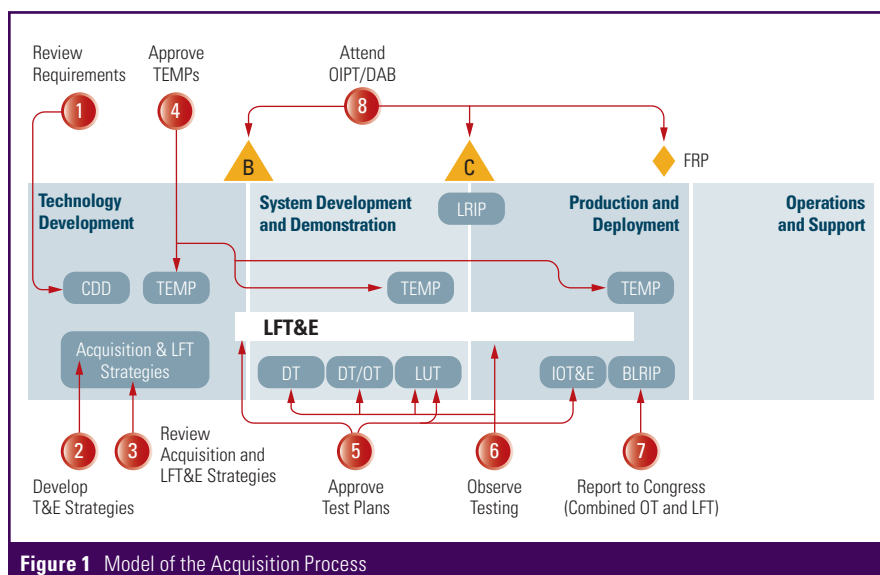 Review
Requirements
1
Approve
TEMPs
4
Attend
OIPT/DAB
8
B
C
FRP
Technology
Development
System Development
and Demonstration
LRIP
Production and
Deployment
Operations
and Support
CDD
TEMP
TEMP
TEMP
LFT&E
Acquisition & LFT
Strategies
DT
DT/OT
LUT
IOT&E
BLRIP
2
Develop
T&E Strategies
3
Review
Acquisition and
LFT&E Strategies
5
Approve
Test Plans
6
Observe
Testing
7
Report to Congress
(Combined OT and LFT)
Figure 1 Model of the Acquisition Process